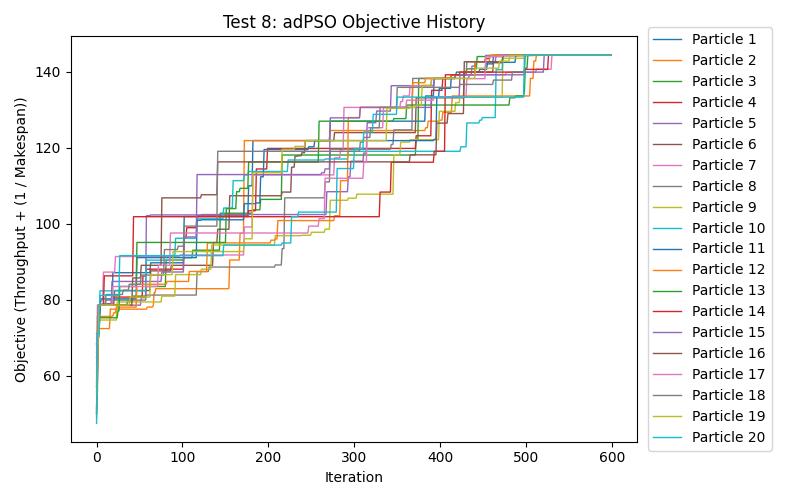 Test 8: adPSO Objective History
Objective (Throughput + (1 / Makespan))
140
120
100
80
60
0
100
200
300
400
500
600
Iteration
Particle 1
Particle 2
Particle 3
Particle 4
Particle 5
Particle 6
Particle 7
Particle 8
Particle 9
Particle 10
Particle 11
Particle 12
Particle 13
Particle 14
Particle 15
Particle 16
Particle 17
Particle 18
Particle 19
Particle 20